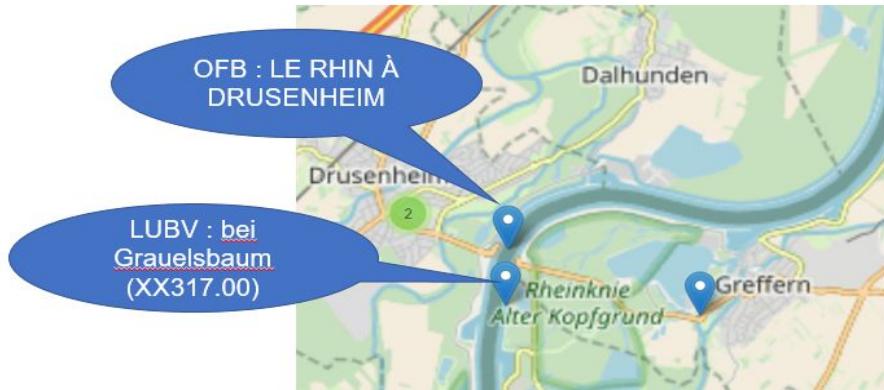 OFB : LE RHIN À
DRUSENHEIM
Dalhunden
Drusenheim
2
LUBV : bei
Grauelsbaum
(XX317.00)
Rheinknie
Alter Kopfgrund
Greffern